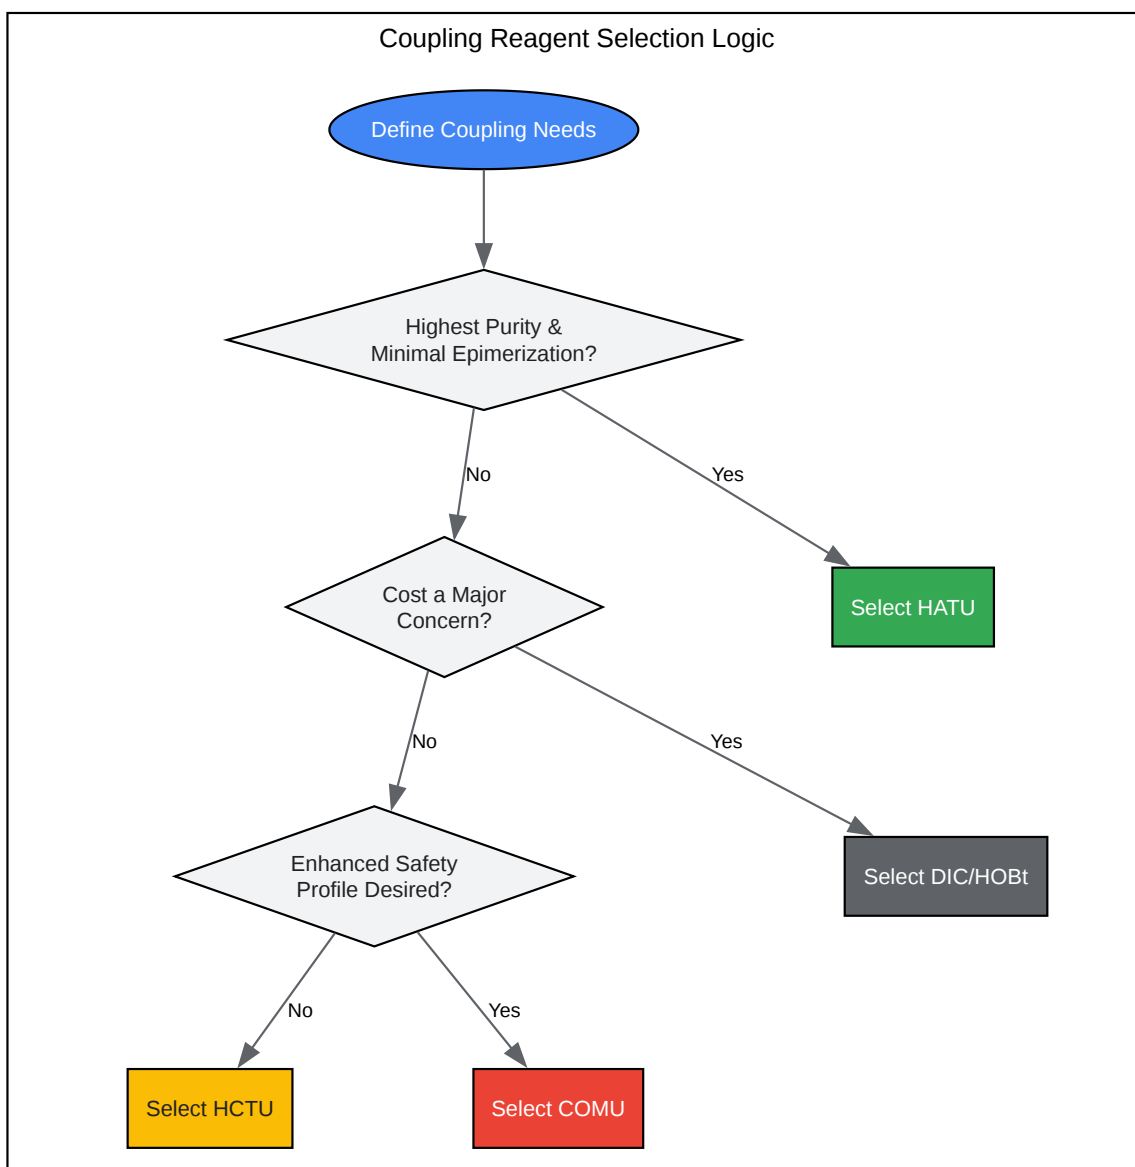 Coupling Reagent Selection Logic
Define Coupling Needs
Highest Purity &
Minimal Epimerization?
No
Yes
Cost a Major
Concern?
Select HATU
No
Yes
Enhanced Safety
Profile Desired?
Select DIC/HOBt
No
Yes
Select HCTU
Select COMU